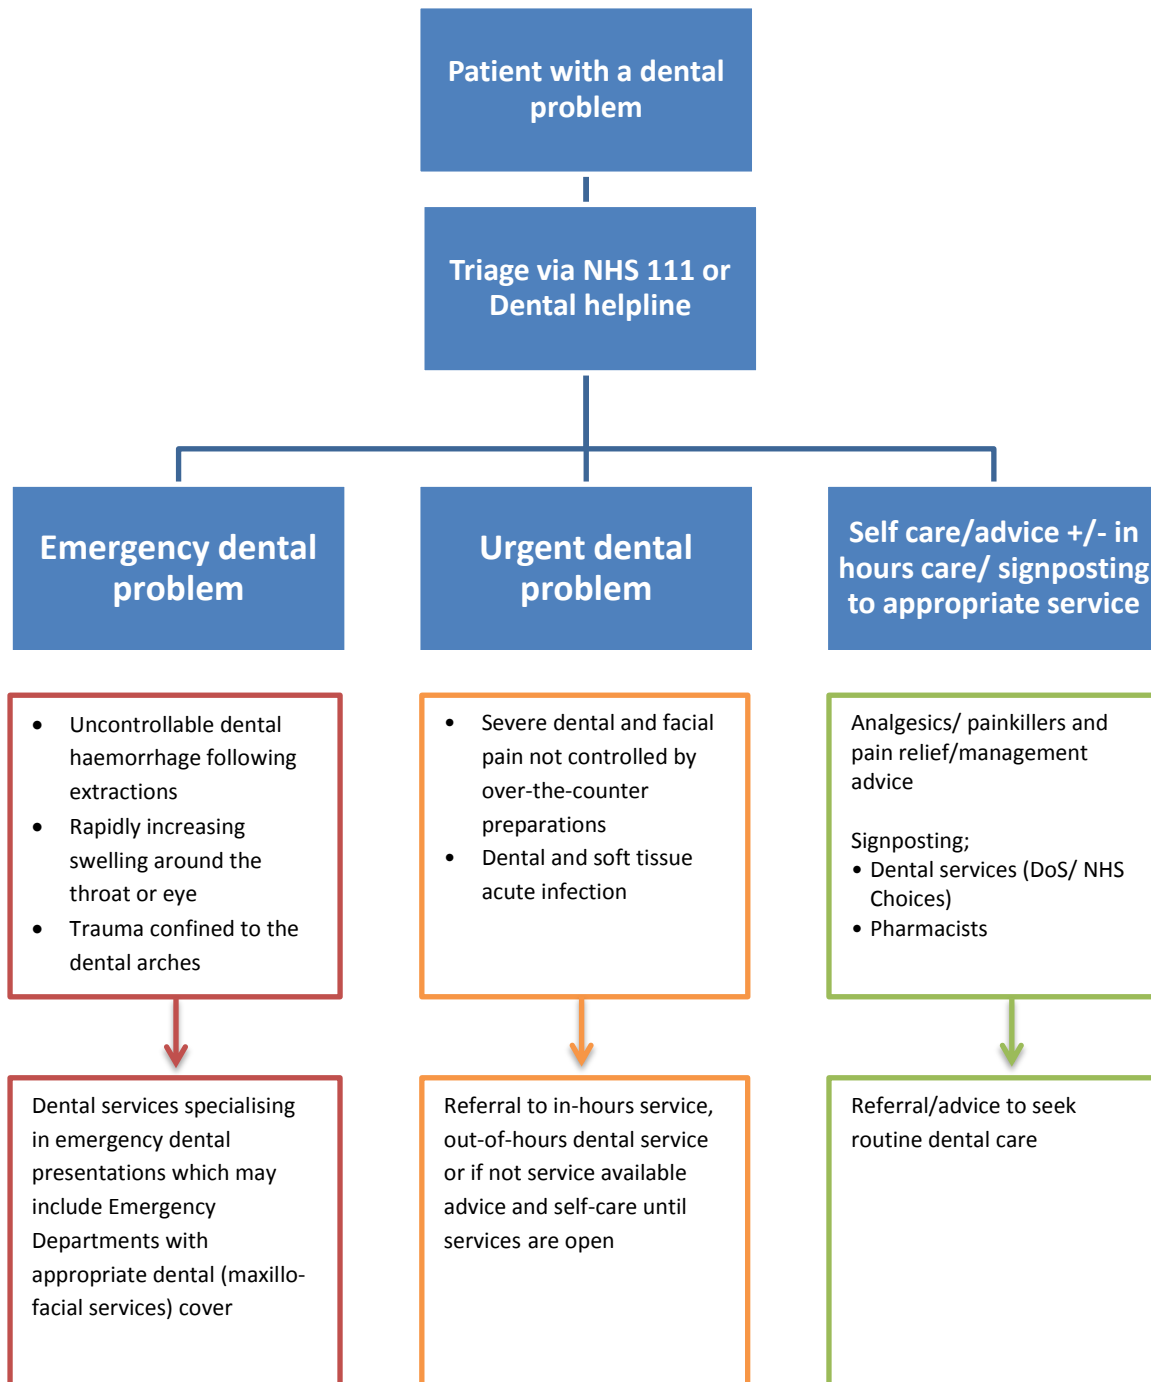 Patient with a dental
problem
Triage via NHS 111 or
Dental helpline
Emergency dental
problem
Urgent dental
problem
Self care/advice +/- in
hours care/ signposting
to appropriate service
• Uncontrollable dental
haemorrhage following
extractions
• Rapidly increasing
swelling around the
throat or eye
• Trauma confined to the
dental arches
• Severe dental and facial
pain not controlled by
over-the-counter
preparations
• Dental and soft tissue
acute infection
Analgesics/ painkillers and
pain relief/management
advice
Signposting;
• Dental services (DoS/ NHS
Choices)
• Pharmacists
Dental services specialising
in emergency dental
presentations which may
include Emergency
Departments with
appropriate dental (maxillo-
facial services) cover
Referral to in-hours service,
out-of-hours dental service
or if not service available
advice and self-care until
services are open
Referral/advice to seek
routine dental care